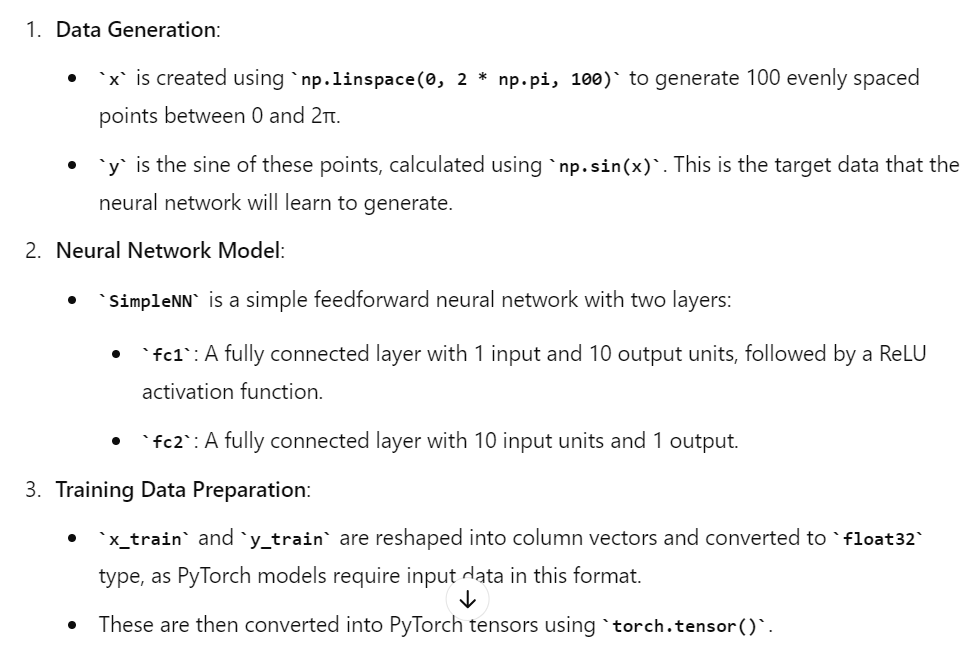 1. Data Generation:
• `x` is created using `np.linspace(0, 2 * np.pi, 100)` to generate 100 evenly spaced
points between 0 and 2π.
• `y` is the sine of these points, calculated using `np.sin(x)`. This is the target data that the
neural network will learn to generate.
2. Neural Network Model:
• `SimpleNN` is a simple feedforward neural network with two layers:
• `fc1`: A fully connected layer with 1 input and 10 output units, followed by a ReLU
activation function.
• `fc2`: A fully connected layer with 10 input units and 1 output.
3. Training Data Preparation:
• `x_train` and `y_train` are reshaped into column vectors and converted to `float32`
type, as PyTorch models require input data in this format.
• These are then converted into PyTorch tensors using `torch.tensor()`.